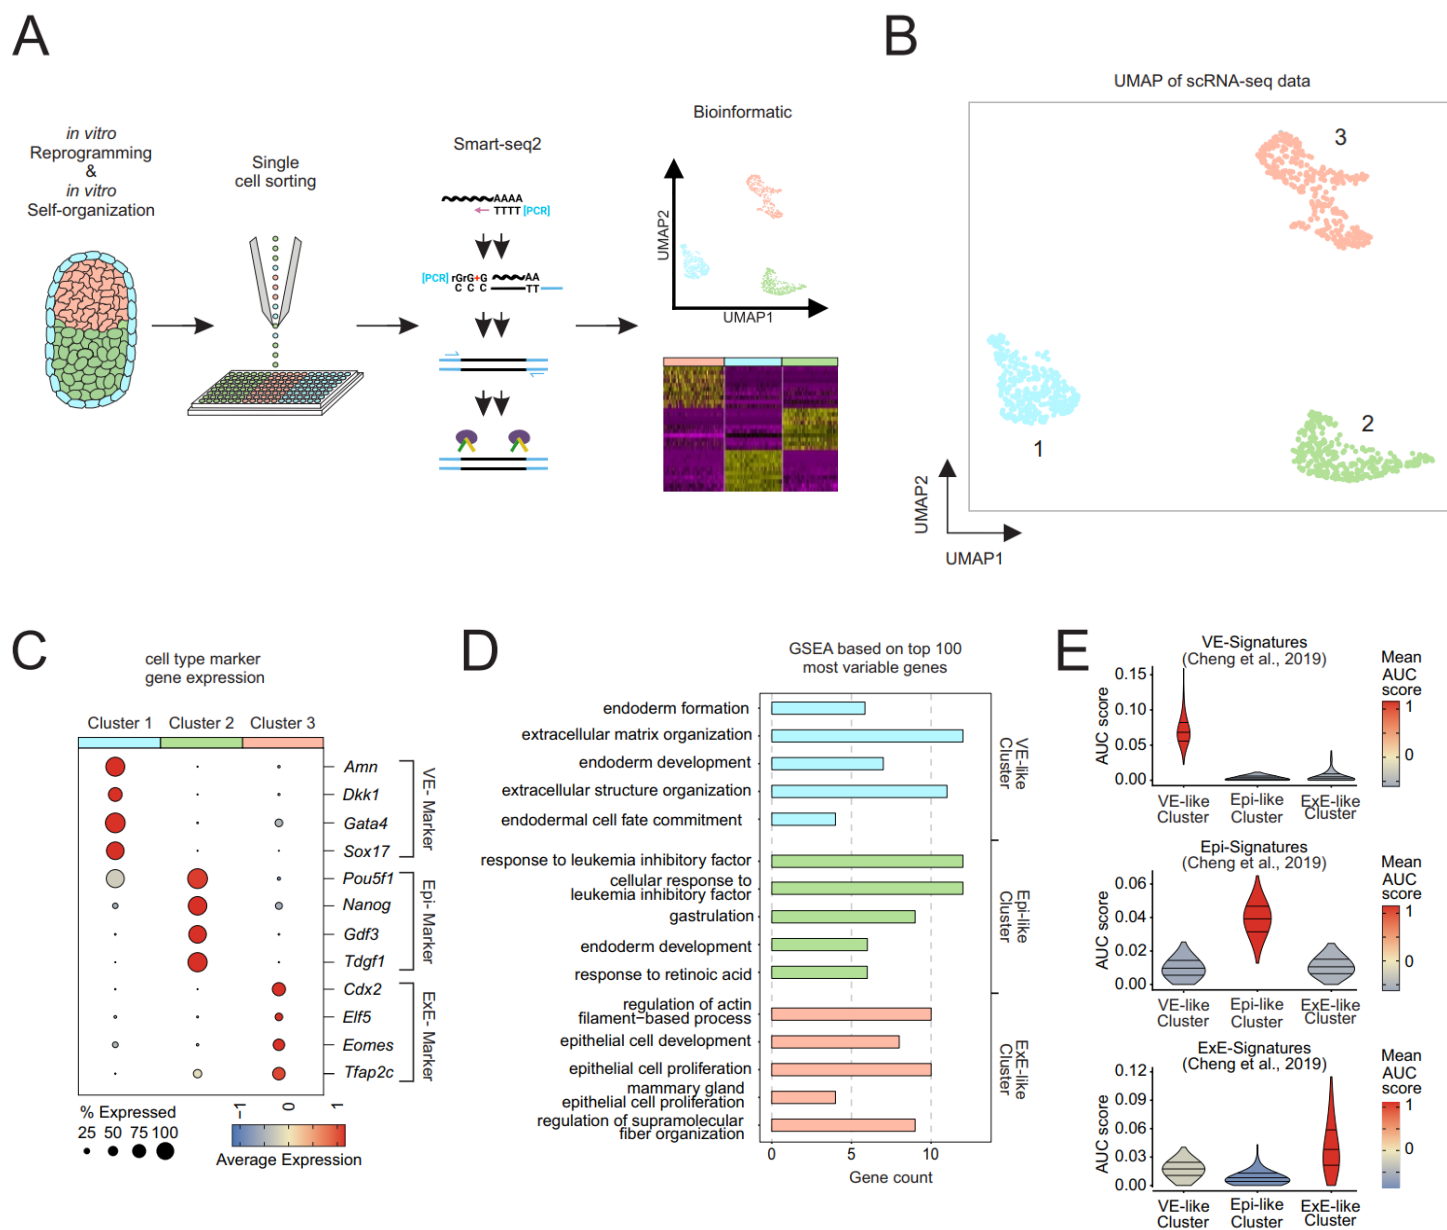 A
in vitro
Reprogramming
&
in vitro
Self-organization
Single
cell sorting
Smart-seq2
AAAA
TTTT [PCR]
[PCR] rGrG+G
AA
C C C
TT
Bioinformatic
UMAP2
UMAP1
B
UMAP of scRNA-seq data
3
1
2
UMAP2
UMAP1
C
cell type marker
gene expression
Cluster 1 Cluster 2 Cluster 3
Amn
Dkk1
Gata4
Sox17
VE- Marker
Pou5f1
Nanog
Gdf3
Tdgf1
Epi- Marker
Cdx2
Elf5
Eomes
Tfap2c
ExE- Marker
% Expressed
25 50 75 100
−1 0 1
Average Expression
D
GSEA based on top 100
most variable genes
endoderm formation
extracellular matrix organization
endoderm development
extracellular structure organization
endodermal cell fate commitment
VE-like
Cluster
response to leukemia inhibitory factor
cellular response to
leukemia inhibitory factor
gastrulation
endoderm development
response to retinoic acid
Epi-like
Cluster
regulation of actin
filament−based process
epithelial cell development
epithelial cell proliferation
mammary gland
epithelial cell proliferation
regulation of supramolecular
fiber organization
ExE-like
Cluster
0 5 10
Gene count
E
VE-Signatures
(Cheng et al., 2019)
AUC score
0.15
0.10
0.05
0.00
VE-like
Cluster
Epi-like
Cluster
ExE-like
Cluster
Mean
AUC
score
1
0
Epi-Signatures
(Cheng et al., 2019)
AUC score
0.06
0.04
0.02
0.00
VE-like
Cluster
Epi-like
Cluster
ExE-like
Cluster
Mean
AUC
score
1
0
ExE-Signatures
(Cheng et al., 2019)
AUC score
0.12
0.09
0.06
0.03
0.00
VE-like
Cluster
Epi-like
Cluster
ExE-like
Cluster
Mean
AUC
score
1
0